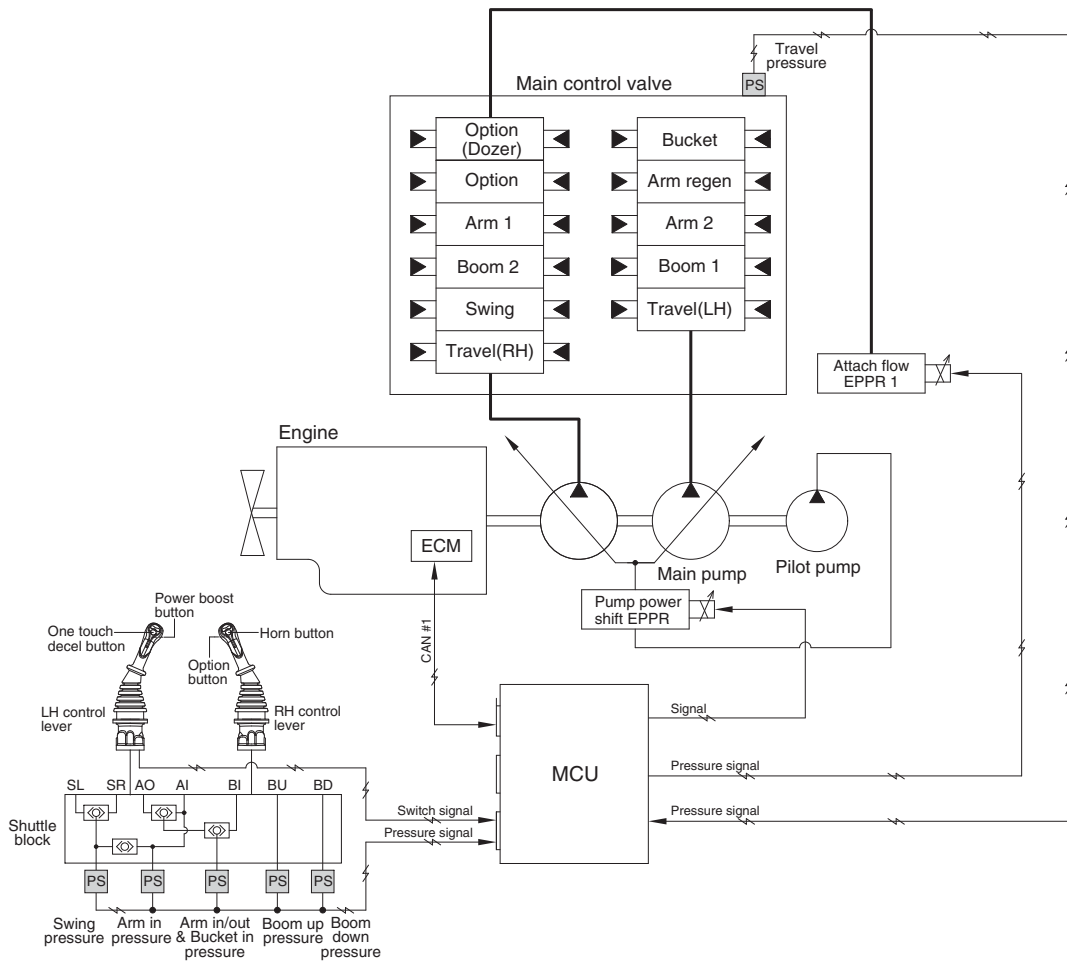 Travel
pressure
PS
Main control valve
Option
(Dozer)
Bucket
Option
Arm regen
Arm 1
Arm 2
Boom 2
Boom 1
Swing
Travel(LH)
Travel(RH)
Attach flow
EPPR 1
Engine
ECM
Main pump
Pilot pump
Pump power
shift EPPR
CAN #1
Power boost
button
One touch
decel button
Horn button
Option
button
LH control
lever
RH control
lever
Signal
MCU
Pressure signal
SL
SR
AO
AI
BI
BU
BD
Switch signal
Pressure signal
Pressure signal
Shuttle
block
PS
PS
PS
PS
PS
Swing
pressure
Arm in
pressure
Arm in/out
& Bucket in
pressure
Boom up
pressure
Boom
down
pressure